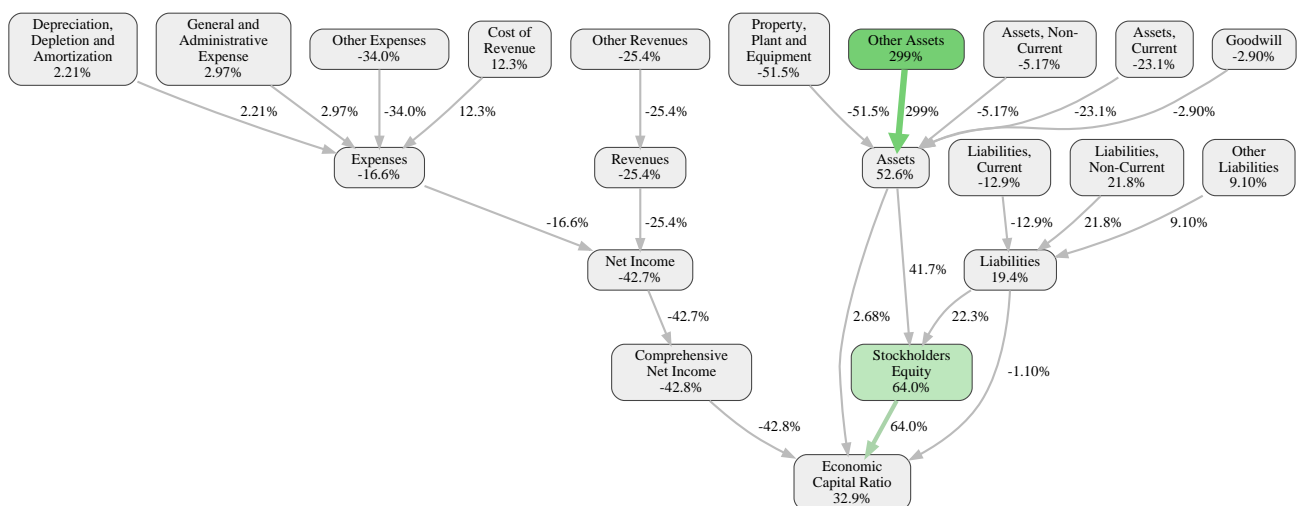 Depreciation,
Depletion and
Amortization
2.21%
General and
Administrative
Expense
2.97%
Other Expenses
-34.0%
Cost of
Revenue
12.3%
Other Revenues
-25.4%
Property,
Plant and
Equipment
-51.5%
Other Assets
299%
Assets, Non-
Current
-5.17%
Assets,
Current
-23.1%
Goodwill
-2.90%
2.21%
2.97%
-34.0%
12.3%
-25.4%
-51.5%
299%
-5.17%
-23.1%
-2.90%
Expenses
-16.6%
Revenues
-25.4%
Assets
52.6%
Liabilities,
Current
-12.9%
Liabilities,
Non-Current
21.8%
Other
Liabilities
9.10%
-16.6%
-25.4%
-12.9%
21.8%
9.10%
Net Income
-42.7%
41.7%
Liabilities
19.4%
-42.7%
2.68%
22.3%
Comprehensive
Net Income
-42.8%
Stockholders
Equity
64.0%
-1.10%
-42.8%
64.0%
Economic
Capital Ratio
32.9%